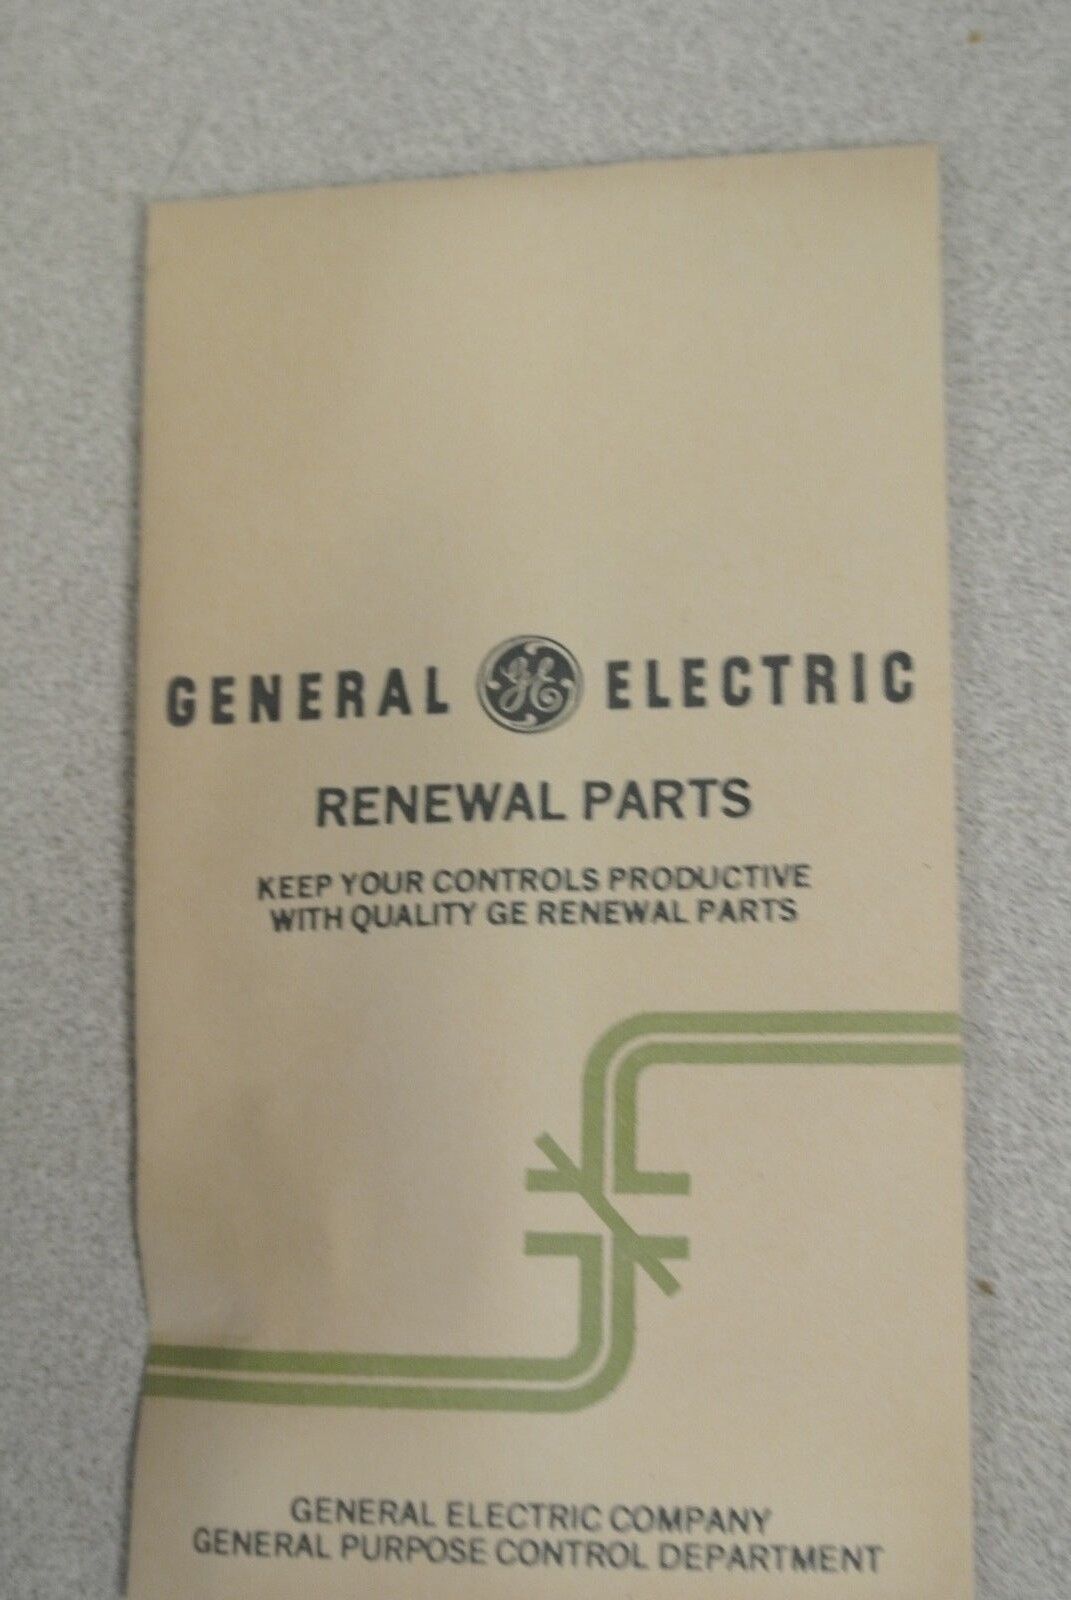 GENERAL GE ELECTRIC
RENEWAL PARTS
KEEP YOUR CONTROLS PRODUCTIVE
WITH QUALITY GE RENEWAL PARTS
GENERAL ELECTRIC COMPANY
GENERAL PURPOSE CONTROL DEPARTMENT